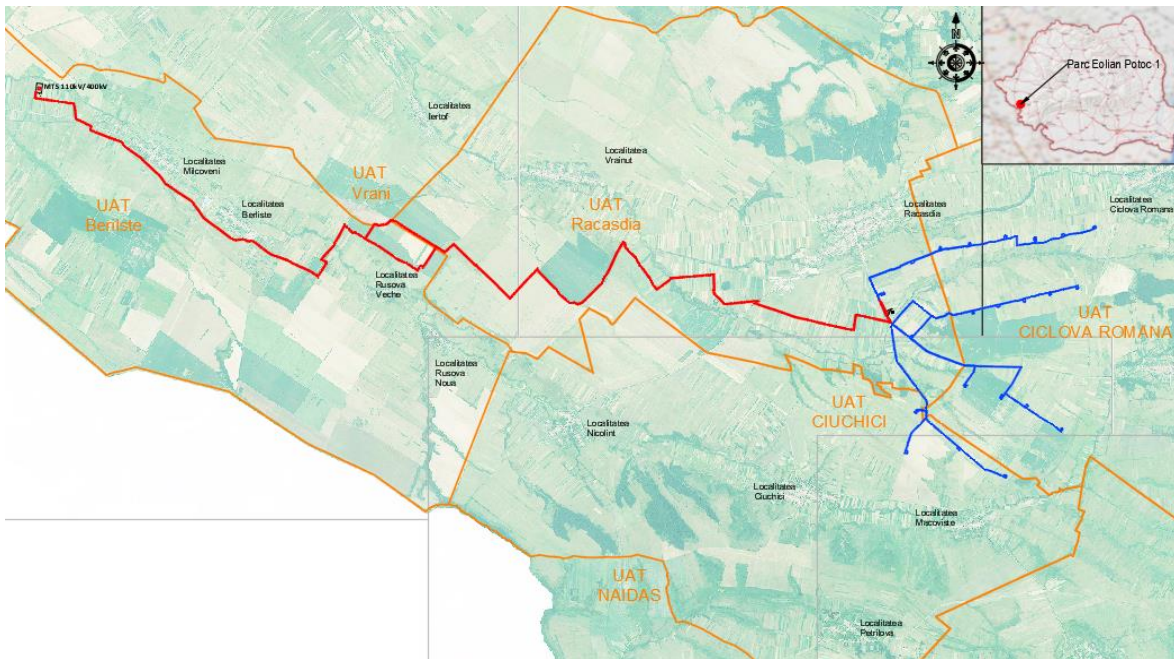 N
Parc Eolian Potoc 1
MTS 110kV/400kV
Localitatea
Iertof
Localitatea
Milcoveni
Localitatea
Vrainut
UAT
Vrani
Localitatea
Berliste
UAT
Berliste
UAT
Racasdia
Localitatea
Racasdia
Localitatea
Ciclova Romana
Localitatea
Rusova
Veche
UAT
CICLOVA ROMANA
Localitatea
Rusova
Noua
UAT
CIUCHICI
Localitatea
Nicolint
Localitatea
Ciuchici
Localitatea
Macoviste
UAT
NAIDAS
Localitatea
Petrilova